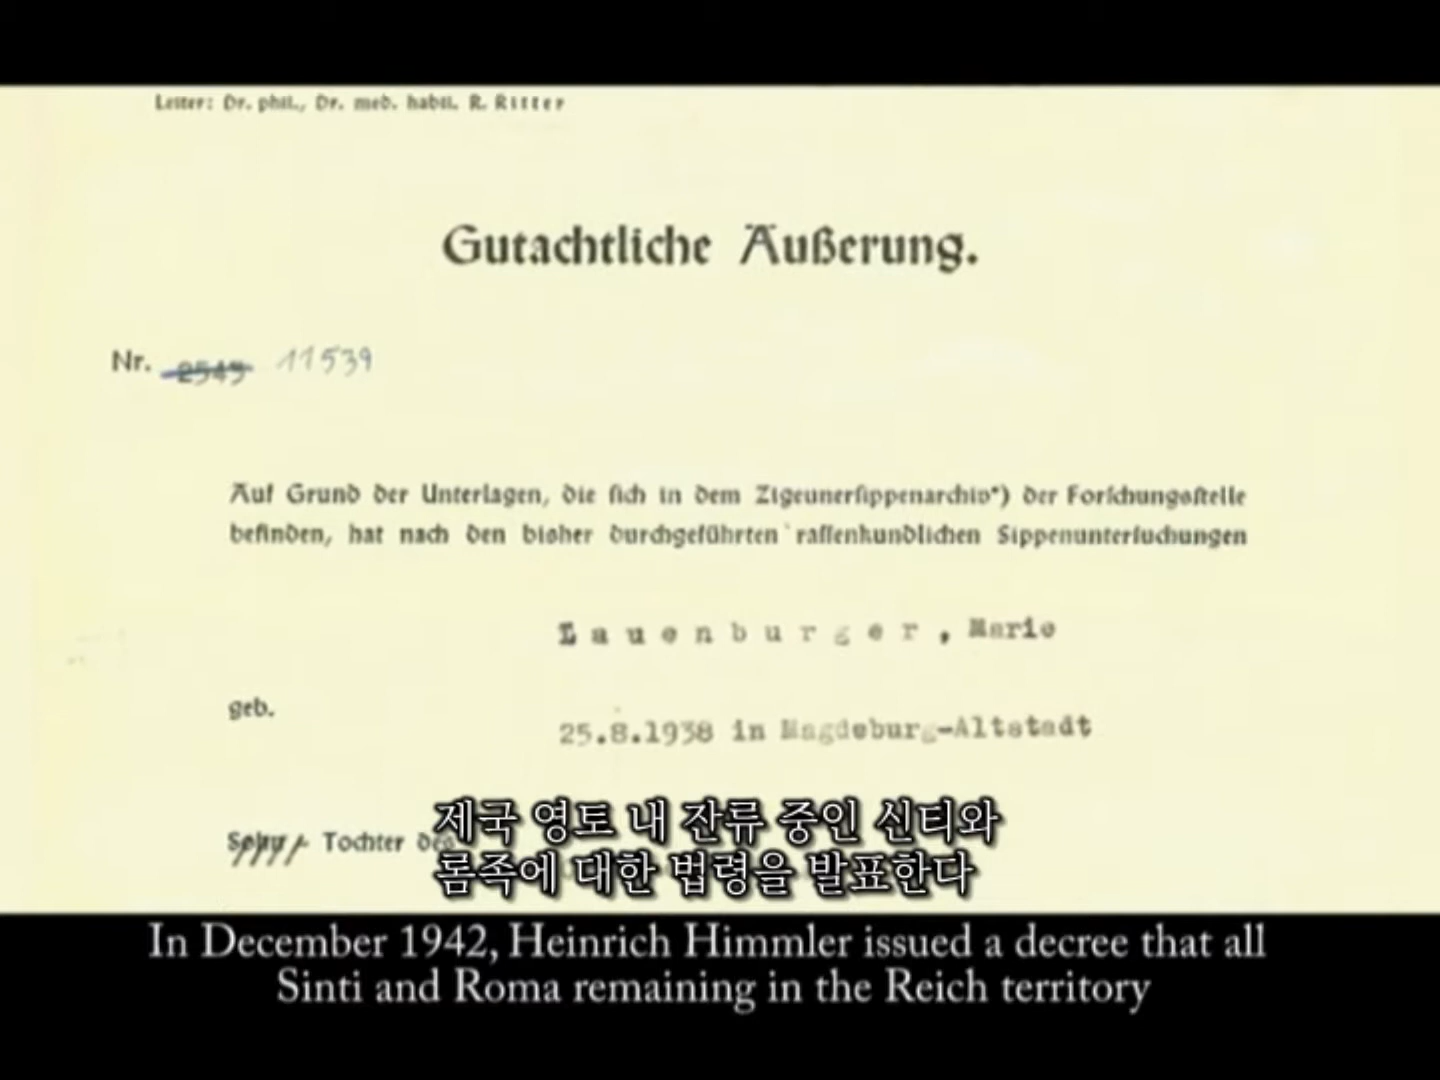 Leiter: Dr. phil., Dr. med. habil. R. Ritter
Gutachtliche Äußerung.
Nr. 2545 11539
Auf Grund der Unterlagen, die sich in dem Zigeunersippenarchiv*) der Forschungsstelle
befinden, hat nach den bisher durchgeführten rassenkundlichen Sippenuntersuchungen
Lauenburger, Marie
geb.
25.8.1938 in Magdeburg-Altstadt
Sohn/ Tochter des
제국 영토 내 잔류 중인 신티와
롬족에 대한 법령을 발표한다
In December 1942, Heinrich Himmler issued a decree that all
Sinti and Roma remaining in the Reich territory